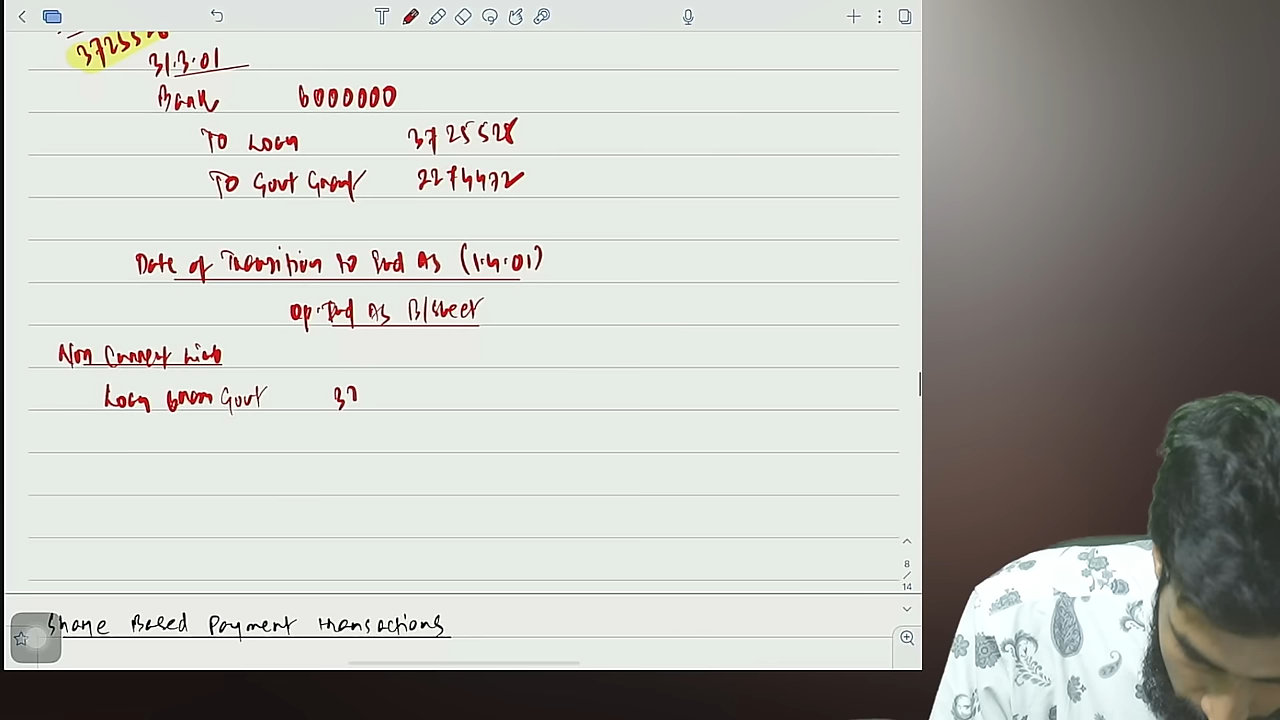 3725528
31.3.01
Bank 6000000
To Loan 3725528
To Govt Grant 2274472
Date of Transition to Ind As (1.4.01)
Op. Ind As B/sheet
Non Current Liab
Loan from Govt 37
8
/
14
Share Based Payment transactions